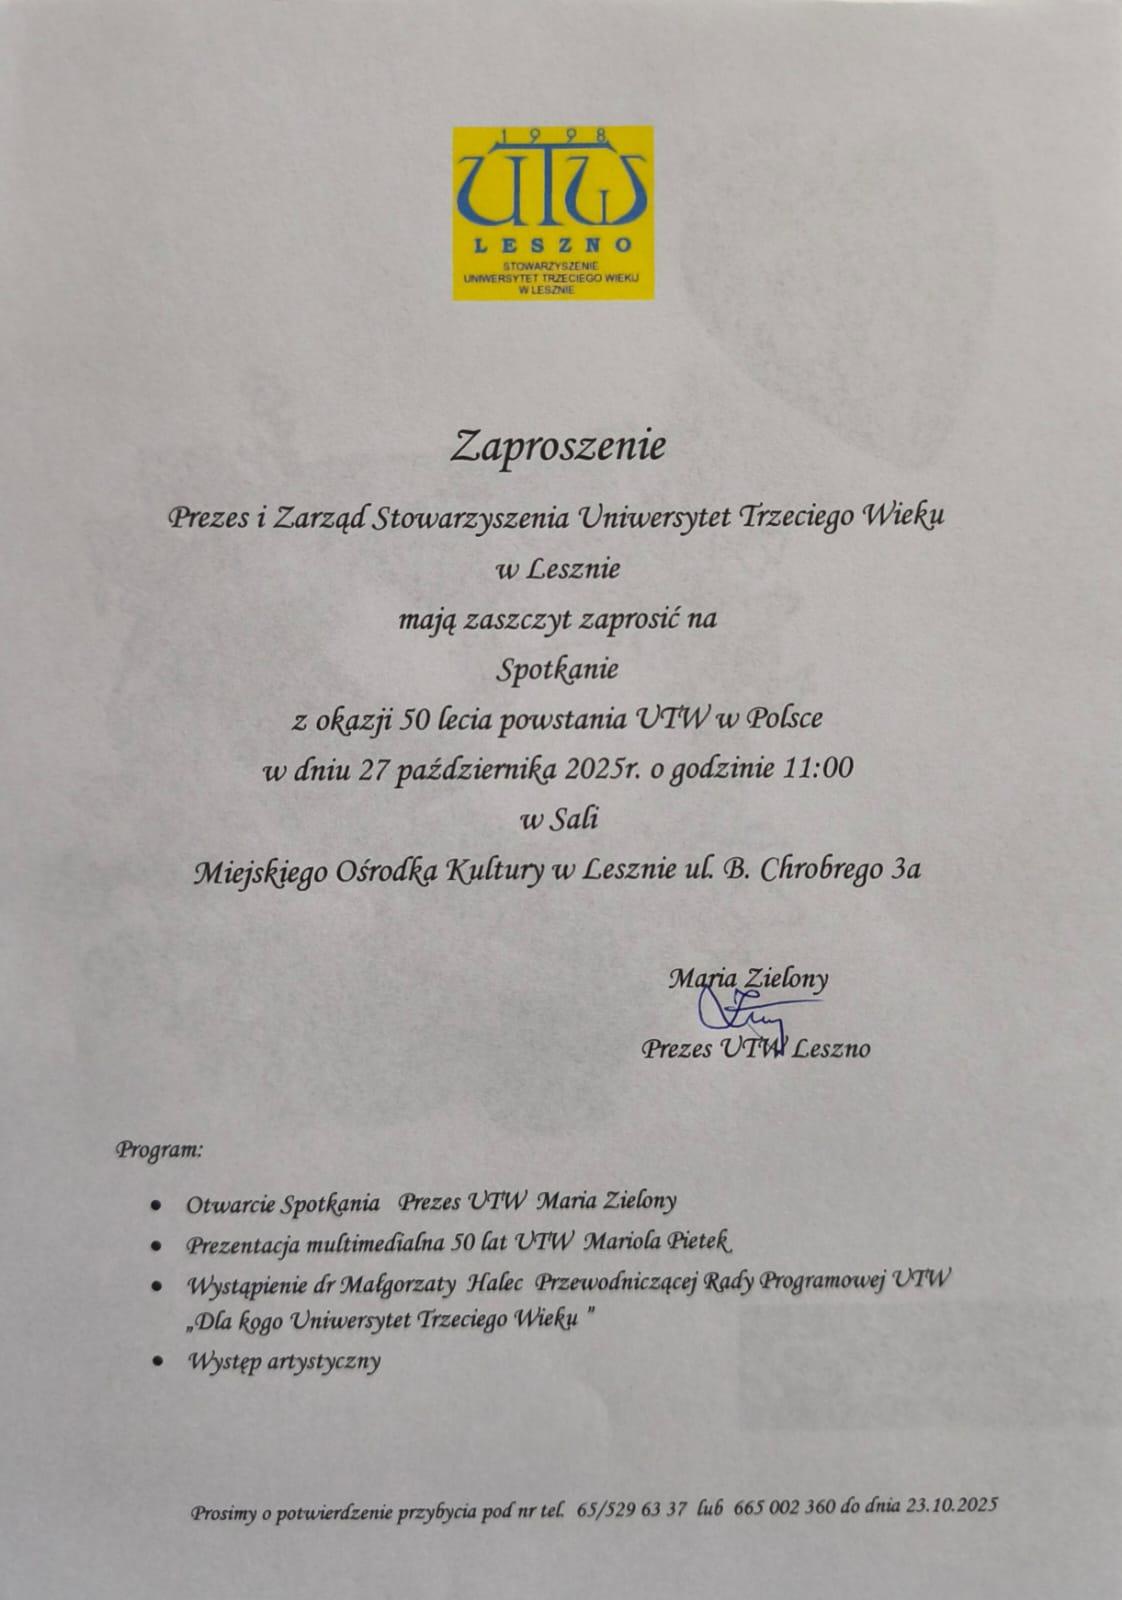 1998
UTW
LESZNO
STOWARZYSZENIE
UNIWERSYTET TRZECIEGO WIEKU
W LESZNIE
Zaproszenie
Prezes i Zarząd Stowarzyszenia Uniwersytet Trzeciego Wieku
w Lesznie
mają zaszczyt zaprosić na
Spotkanie
z okazji 50 lecia powstania UTW w Polsce
w dniu 27 października 2025r. o godzinie 11:00
w Sali
Miejskiego Ośrodka Kultury w Lesznie ul. B. Chrobrego 3a
Maria Zielony
Prezes UTW Leszno
Program:
• Otwarcie Spotkania Prezes UTW Maria Zielony
• Prezentacja multimedialna 50 lat UTW Mariola Pietek
• Wystąpienie dr Małgorzaty Halec Przewodniczącej Rady Programowej UTW
„Dla kogo Uniwersytet Trzeciego Wieku ”
• Występ artystyczny
Prosimy o potwierdzenie przybycia pod nr tel. 65/529 63 37 lub 665 002 360 do dnia 23.10.2025